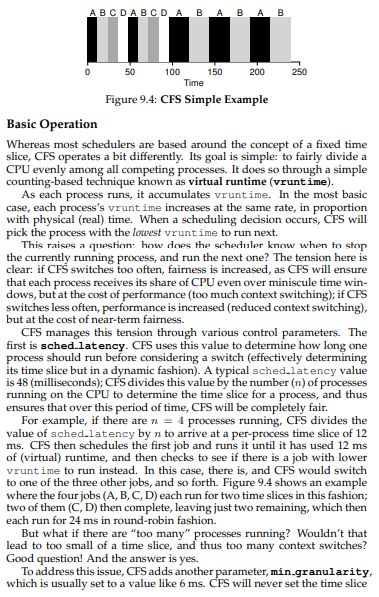 A B C D A B C D A B A B A B
0 50 100 150 200 250
Time
Figure 9.4: CFS Simple Example
Basic Operation
Whereas most schedulers are based around the concept of a fixed time
slice, CFS operates a bit differently. Its goal is simple: to fairly divide a
CPU evenly among all competing processes. It does so through a simple
counting-based technique known as virtual runtime (vruntime).
As each process runs, it accumulates vruntime. In the most basic
case, each process's vruntime increases at the same rate, in proportion
with physical (real) time. When a scheduling decision occurs, CFS will
pick the process with the lowest vruntime to run next.
This raises a question: how does the scheduler know when to stop
the currently running process, and run the next one? The tension here is
clear: if CFS switches too often, fairness is increased, as CFS will ensure
that each process receives its share of CPU even over miniscule time win-
dows, but at the cost of performance (too much context switching); if CFS
switches less often, performance is increased (reduced context switching),
but at the cost of near-term fairness.
CFS manages this tension through various control parameters. The
first is sched_latency. CFS uses this value to determine how long one
process should run before considering a switch (effectively determining
its time slice but in a dynamic fashion). A typical sched_latency value
is 48 (milliseconds); CFS divides this value by the number (n) of processes
running on the CPU to determine the time slice for a process, and thus
ensures that over this period of time, CFS will be completely fair.
For example, if there are n = 4 processes running, CFS divides the
value of sched_latency by n to arrive at a per-process time slice of 12
ms. CFS then schedules the first job and runs it until it has used 12 ms
of (virtual) runtime, and then checks to see if there is a job with lower
vruntime to run instead. In this case, there is, and CFS would switch
to one of the three other jobs, and so forth. Figure 9.4 shows an example
where the four jobs (A, B, C, D) each run for two time slices in this fashion;
two of them (C, D) then complete, leaving just two remaining, which then
each run for 24 ms in round-robin fashion.
But what if there are "too many" processes running? Wouldn't that
lead to too small of a time slice, and thus too many context switches?
Good question! And the answer is yes.
To address this issue, CFS adds another parameter, min_granularity,
which is usually set to a value like 6 ms. CFS will never set the time slice